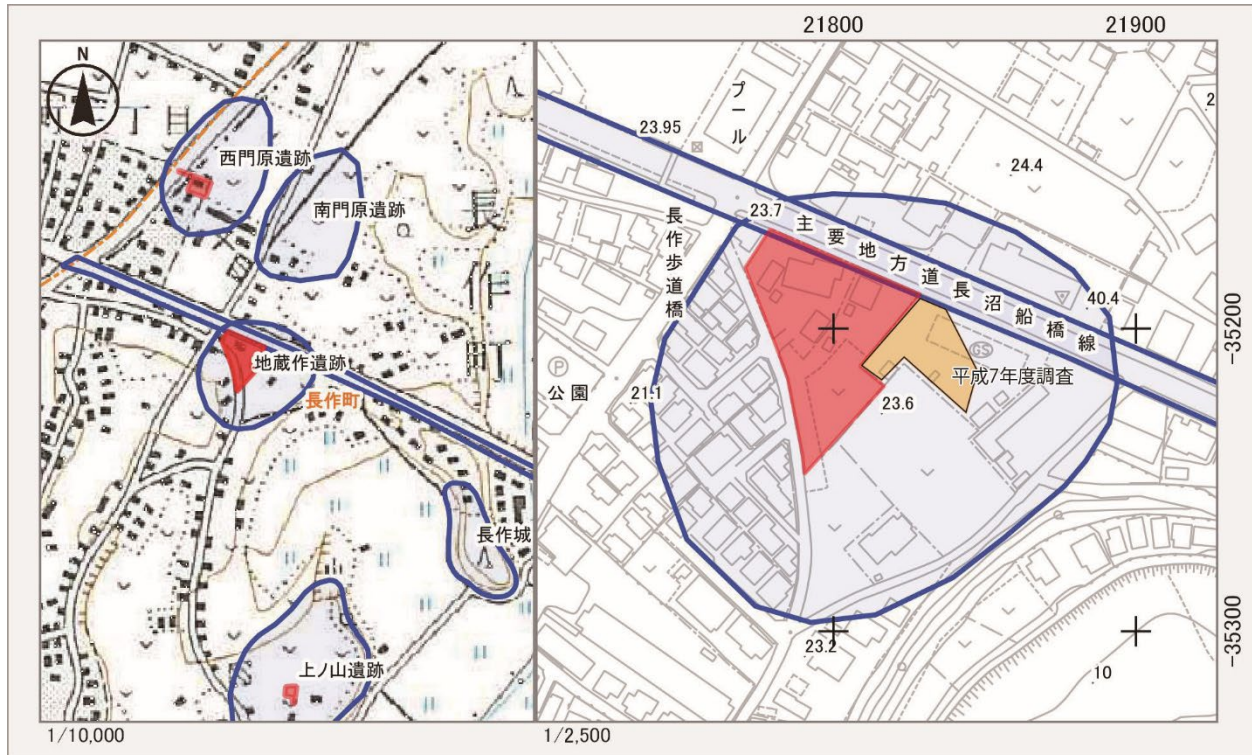 21800
21900
N
丁目
西門原遺跡
南門原遺跡
地蔵作遺跡
長作町
長作城
上ノ山遺跡
プール
23.95
24.4
2
23.7
主要地方道長沼船橋線
長作歩道橋
40.4
-35200
GS
平成7年度調査
P
公園
21.1
23.6
23.2
10
-35300
1/10,000
1/2,500